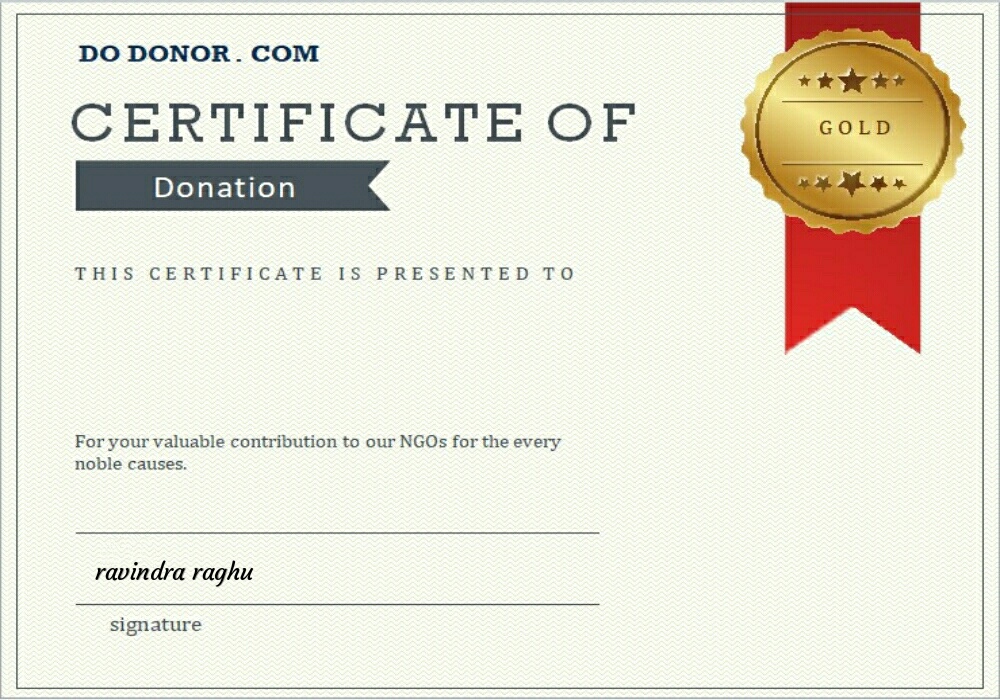 DO DONOR . COM
CERTIFICATE OF
GOLD
Donation
THIS CERTIFICATE IS PRESENTED TO
For your valuable contribution to our NGOs for the every
noble causes.
ravindra raghu
signature